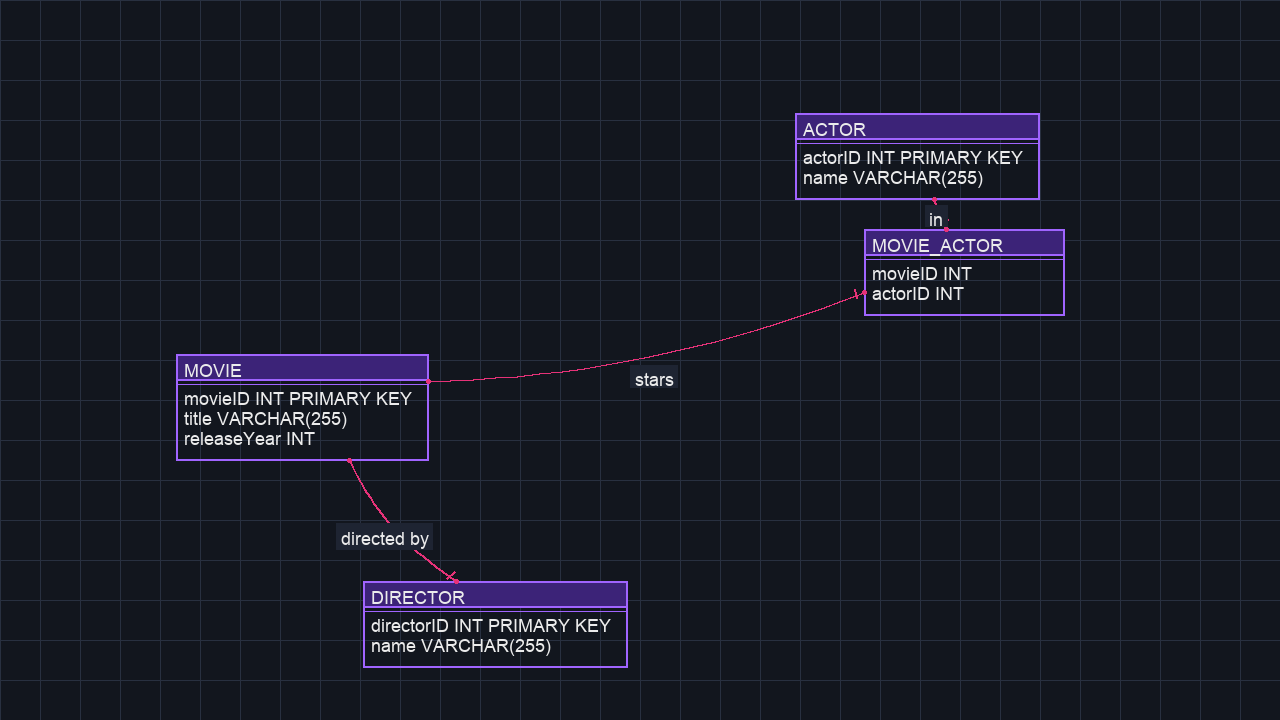 ACTOR
actorID INT PRIMARY KEY
name VARCHAR(255)
in
MOVIE_ACTOR
movieID INT
actorID INT
stars
MOVIE
movieID INT PRIMARY KEY
title VARCHAR(255)
releaseYear INT
directed by
DIRECTOR
directorID INT PRIMARY KEY
name VARCHAR(255)